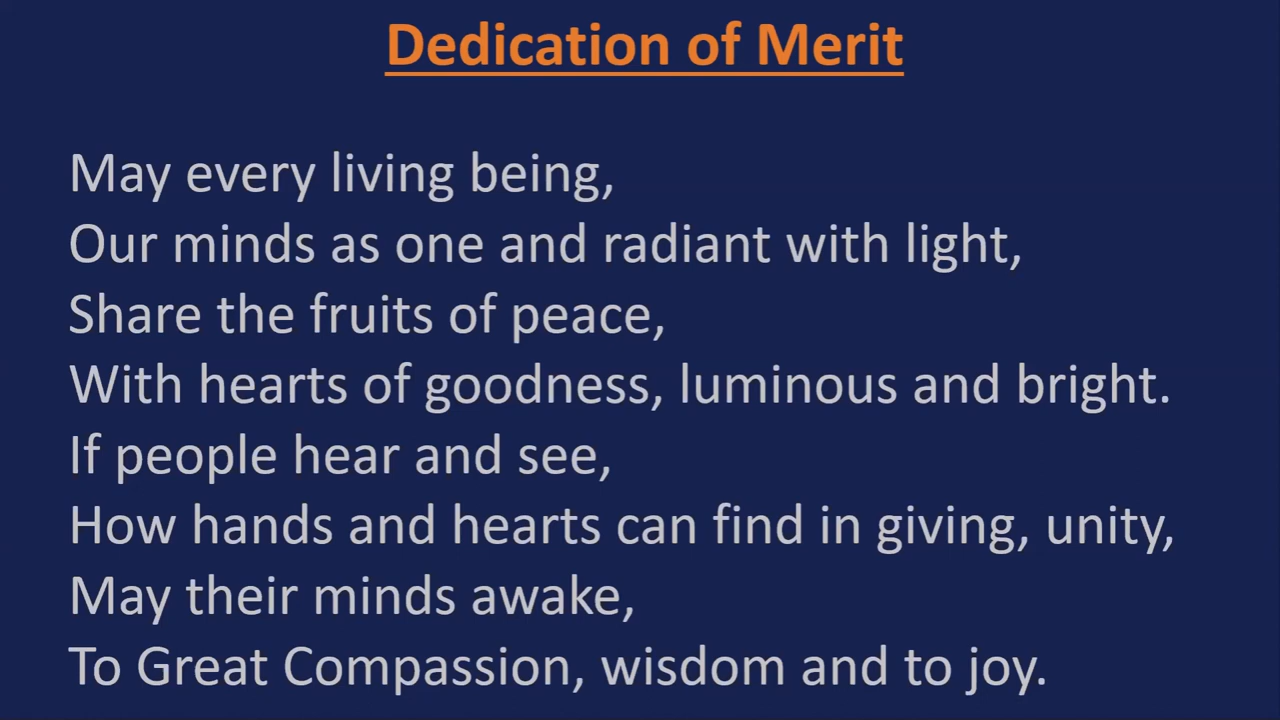 Dedication of Merit
May every living being,
Our minds as one and radiant with light,
Share the fruits of peace,
With hearts of goodness, luminous and bright.
If people hear and see,
How hands and hearts can find in giving, unity,
May their minds awake,
To Great Compassion, wisdom and to joy.